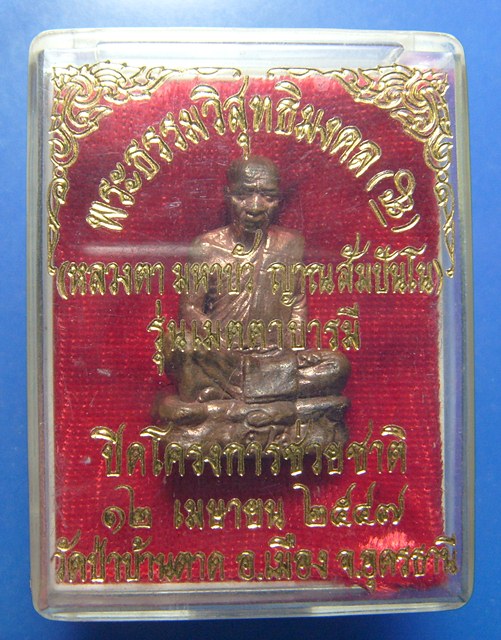 พระธรรมวิสุทธิมงคล
(หลวงตา มหาบัว ญาณสัมปันโน)
รุ่นเมตตาบารมี
ปิดโครงการช่วยชาติ
๑๒ เมษายน ๒๕๔๗
วัดป่าบ้านตาด อ.เมือง จ.อุดรธานี